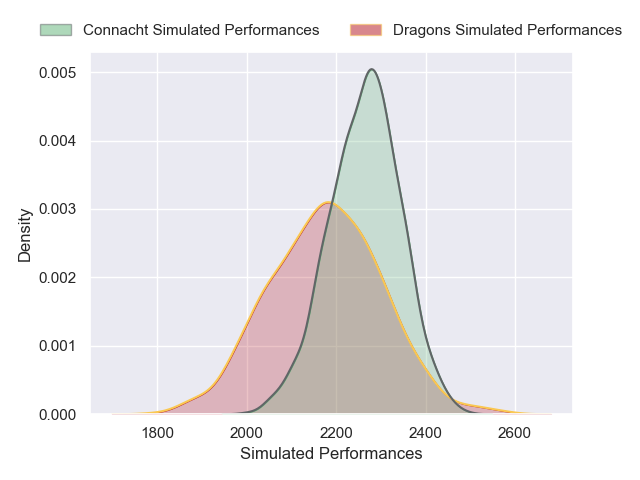 Connacht Simulated Performances Dragons Simulated Performances
0.005
0.004
0.003
0.002
0.001
0.000
Density
1800 2000 2200 2400 2600
Simulated Performances